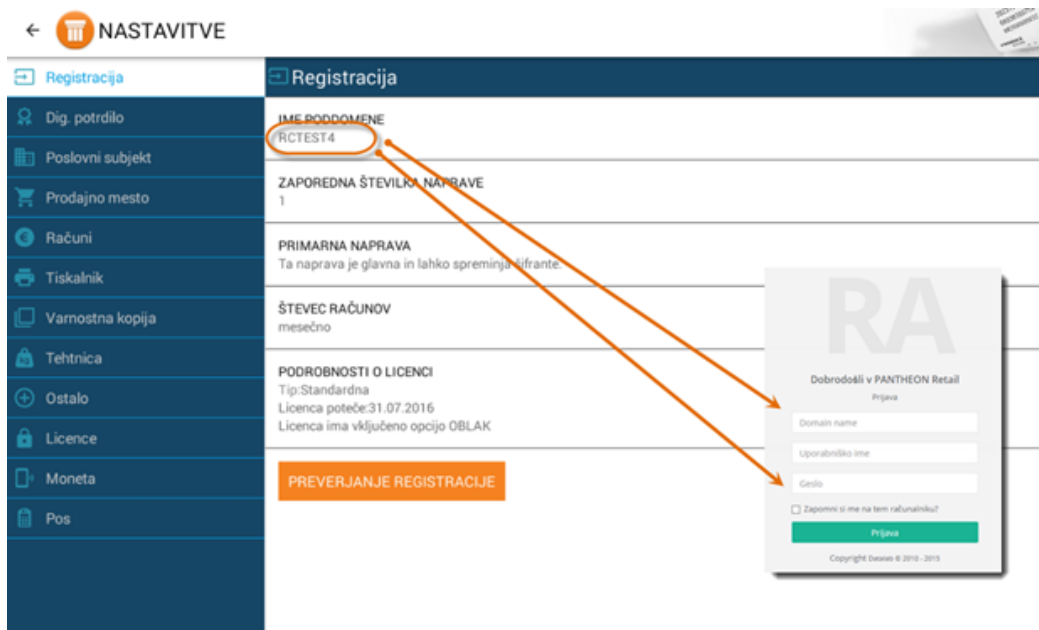 NASTAVITVE
Registracija
Dig. potrdilo
Poslovni subjekt
Prodajno mesto
Računi
Tiskalnik
Varnostna kopija
Tehtnica
Ostalo
Licence
Moneta
Pos
Registracija
IME PODDOMENE
RCTEST4
ZAPOREDNA ŠTEVILKA NAPRAVE
1
PRIMARNA NAPRAVA
Ta naprava je glavna in lahko spreminja šifrante.
ŠTEVEC RAČUNOV
mesečno
PODROBNOSTI O LICENCI
Tip:Standardna
Licenca poteče:31.07.2016
Licenca ima vključeno opcijo OBLAK
PREVERJANJE REGISTRACIJE
RA
Dobrodošli v PANTHEON Retail
Prijava
Domain name
Uporabniško ime
Geslo
Zapomni si me na tem računalniku?
Prijava
Copyright Datalab © 2010 - 2015